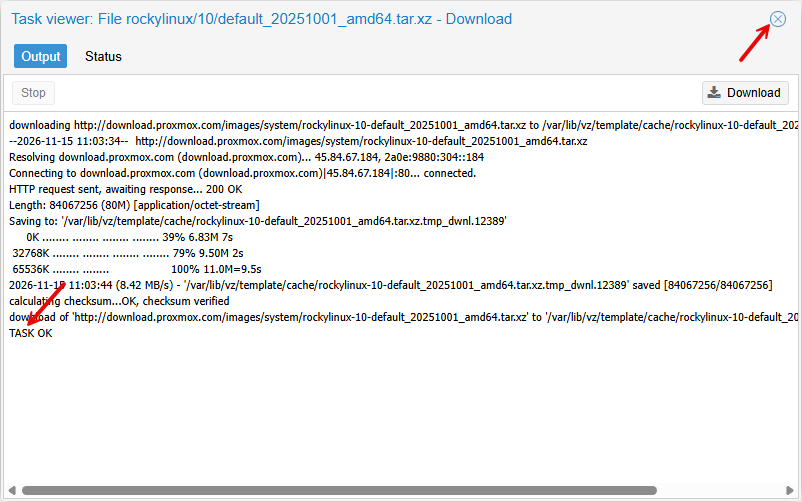 Task viewer: File rockylinux/10/default_20251001_amd64.tar.xz - Download
Output Status
Stop Download
downloading http://download.proxmox.com/images/system/rockylinux-10-default_20251001_amd64.tar.xz to /var/lib/vz/template/cache/rockylinux-10-default_202
--2026-11-15 11:03:34-- http://download.proxmox.com/images/system/rockylinux-10-default_20251001_amd64.tar.xz
Resolving download.proxmox.com (download.proxmox.com)... 45.84.67.184, 2a0e:9880:304::184
Connecting to download.proxmox.com (download.proxmox.com)|45.84.67.184|:80... connected.
HTTP request sent, awaiting response... 200 OK
Length: 84067256 (80M) [application/octet-stream]
Saving to: '/var/lib/vz/template/cache/rockylinux-10-default_20251001_amd64.tar.xz.tmp_dwnl.12389'
0K ........ ........ ........ ........ 39% 6.83M 7s
32768K ........ ........ ........ ........ 79% 9.50M 2s
65536K ........ ........ 100% 11.0M=9.5s
2026-11-15 11:03:44 (8.42 MB/s) - '/var/lib/vz/template/cache/rockylinux-10-default_20251001_amd64.tar.xz.tmp_dwnl.12389' saved [84067256/84067256]
calculating checksum...OK, checksum verified
download of 'http://download.proxmox.com/images/system/rockylinux-10-default_20251001_amd64.tar.xz' to '/var/lib/vz/template/cache/rockylinux-10-default_20
TASK OK